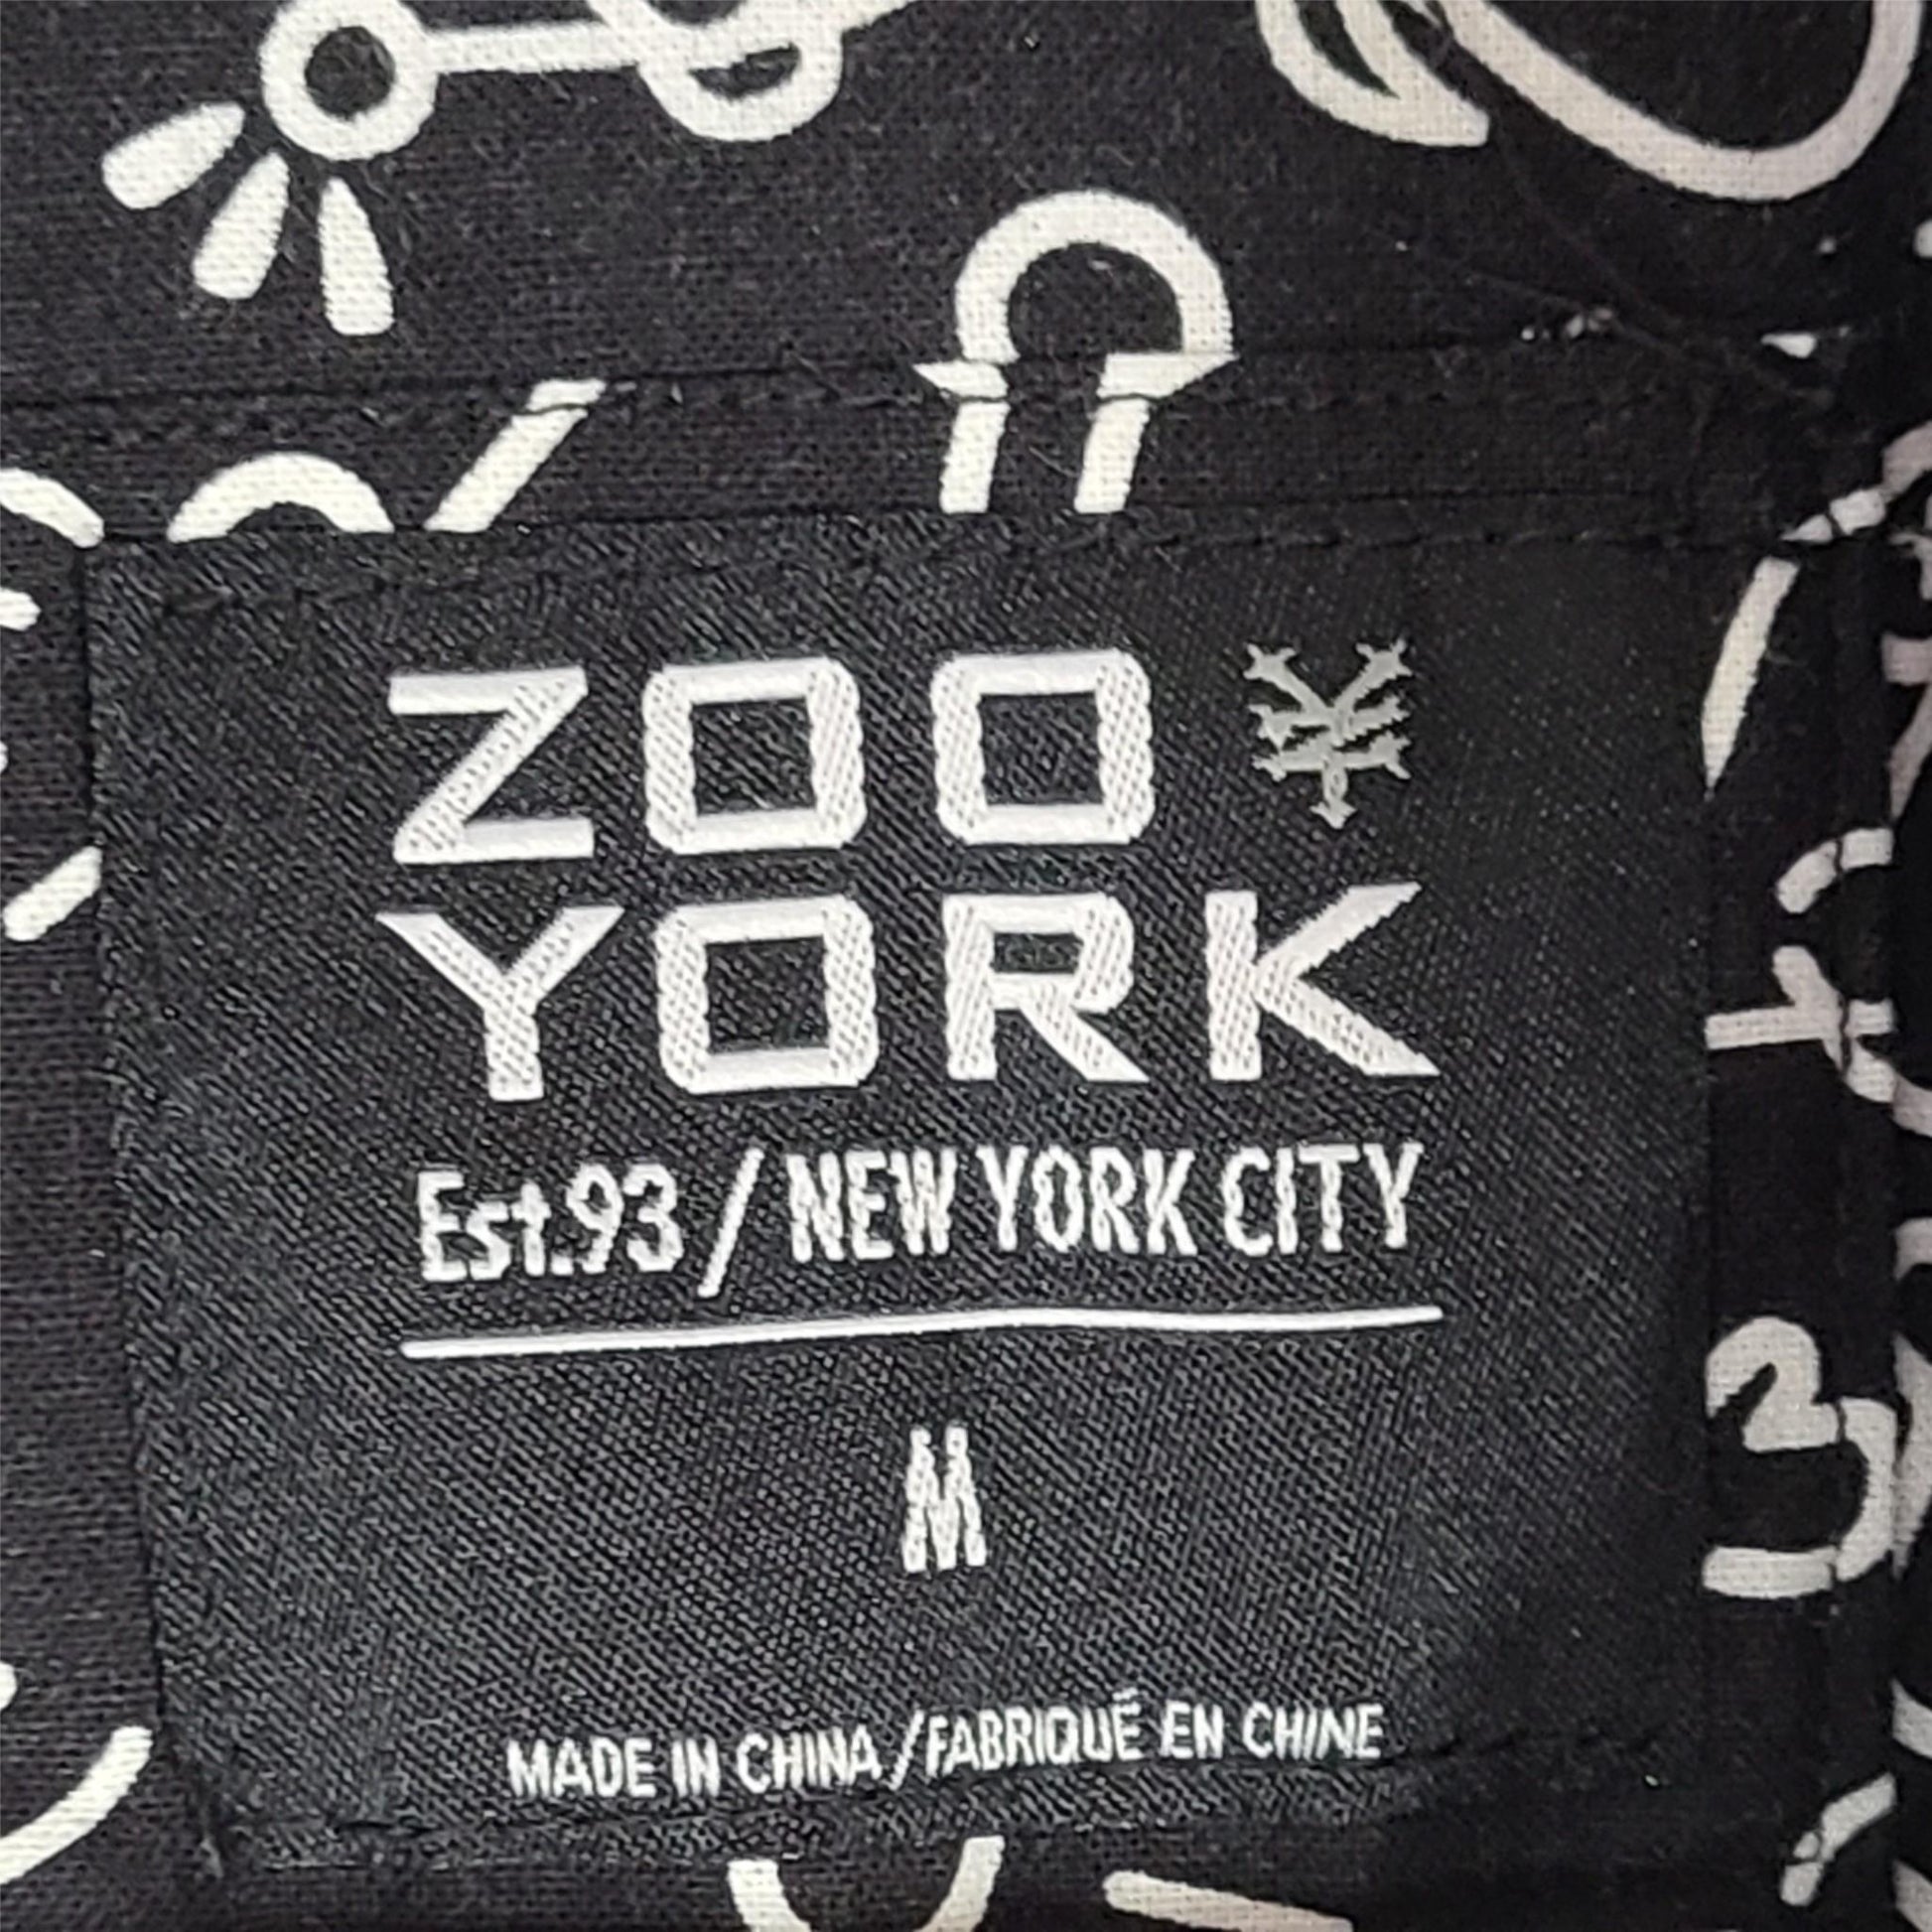 ZOO
YORK
Est.93 / NEW YORK CITY
M
MADE IN CHINA / FABRIQUÉ EN CHINE